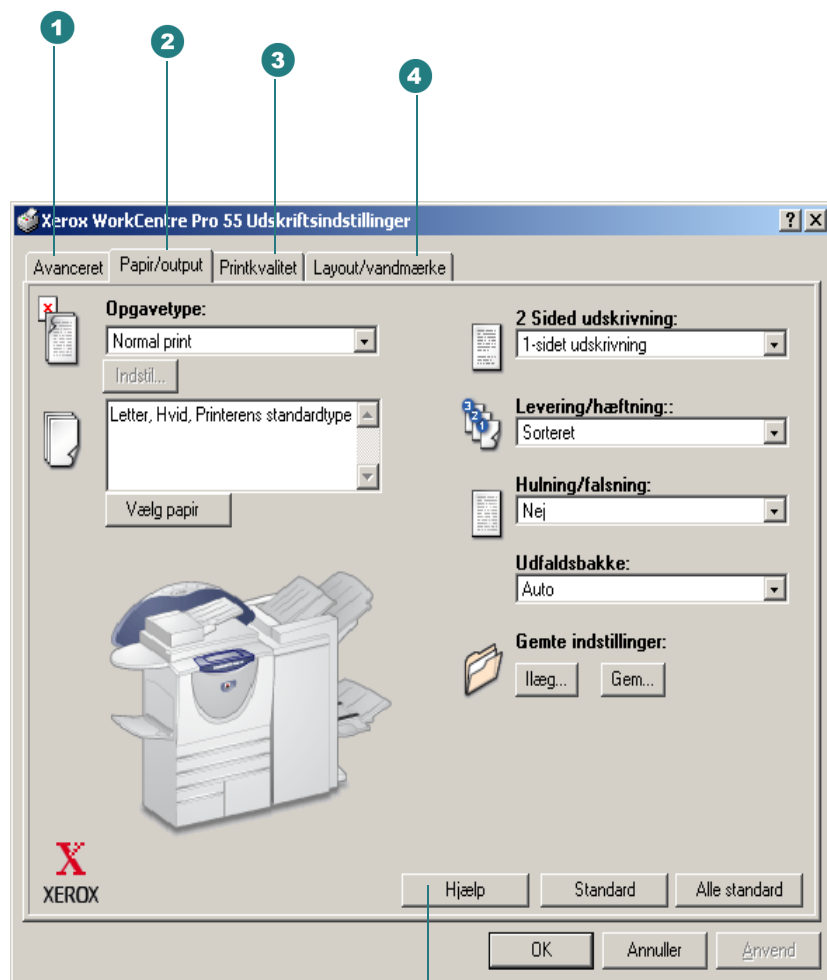 1
2
3
4
Xerox WorkCentre Pro 55 Udskriftsindstillinger
Avanceret Papir/output Printkvalitet Layout/vandmærke
Opgavetype:
Normal print
Indstil...
Letter, Hvid, Printerens standardtype
Vælg papir
2 Sided udskrivning:
1-sidet udskrivning
Levering/hæftning::
Sorteret
Hulning/falsning:
Nej
Udfaldsbakke:
Auto
Gemte indstillinger:
Ilæg... Gem...
X
XEROX
Hjælp Standard Alle standard
OK Annuller Anvend